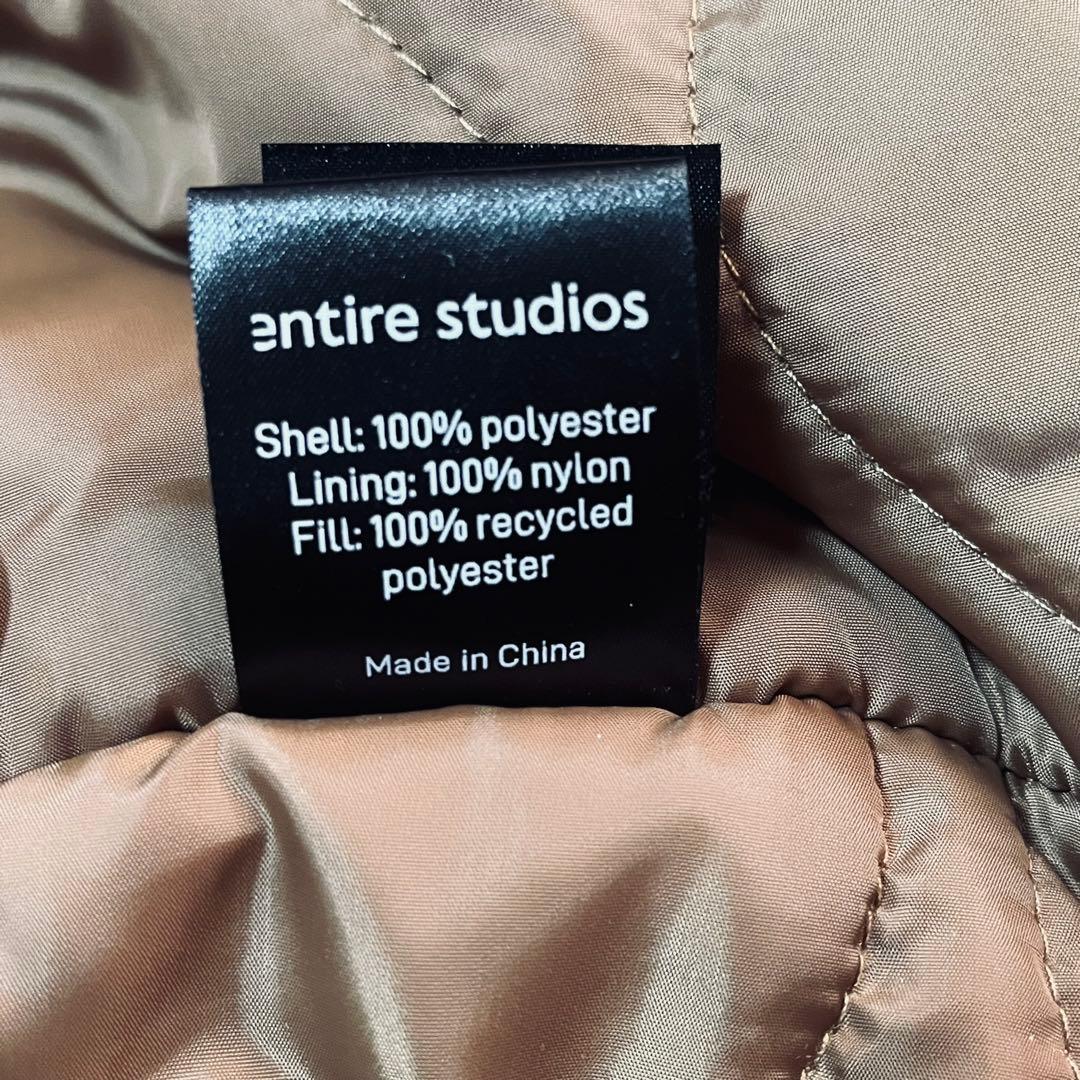 entire studios
Shell: 100% polyester
Lining: 100% nylon
Fill: 100% recycled
polyester
Made in China